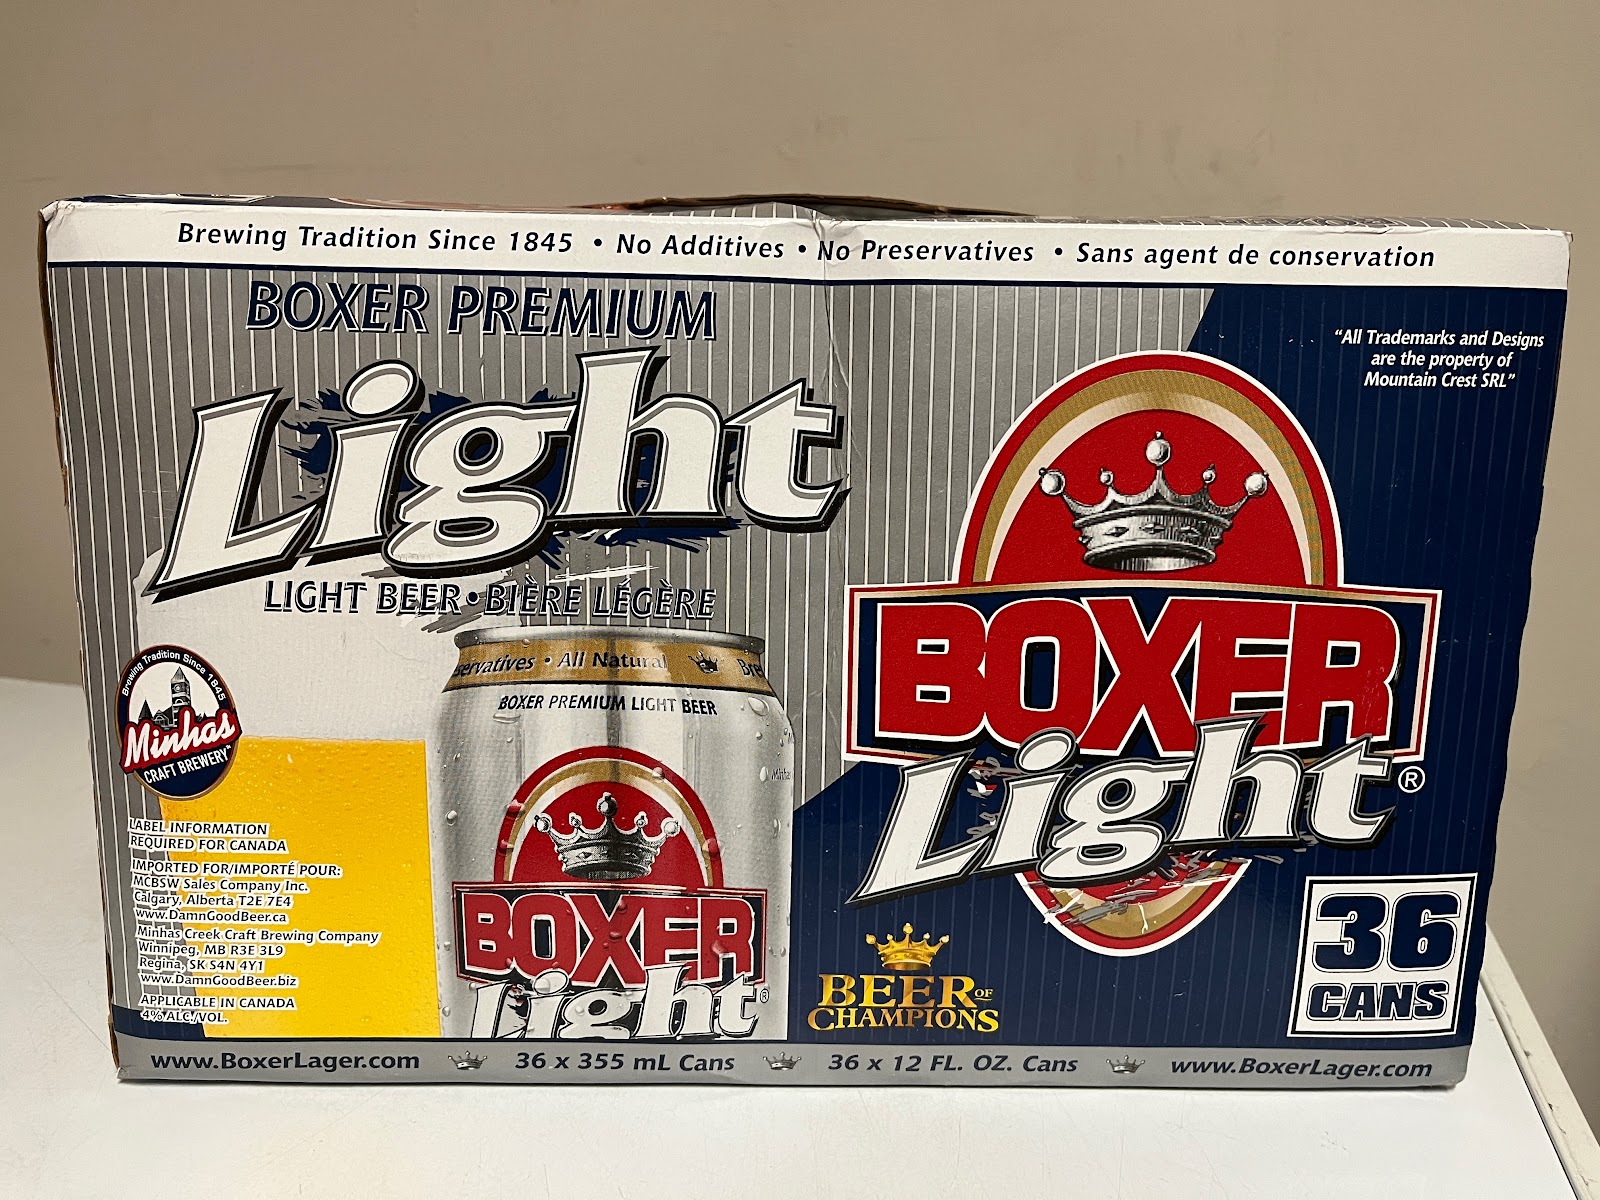 Brewing Tradition Since 1845 • No Additives • No Preservatives • Sans agent de conservation
BOXER PREMIUM
Light
LIGHT BEER • BIÈRE LÉGÈRE
"All Trademarks and Designs
are the property of
Mountain Crest SRL"
BOXER
Light®
Brewing Tradition Since 1845
Minhas
CRAFT BREWERY™
servatives • All Natural
BOXER PREMIUM LIGHT BEER
BOXER
Light®
LABEL INFORMATION
REQUIRED FOR CANADA
IMPORTED FOR/IMPORTÉ POUR:
MCBSW Sales Company Inc.
Calgary, Alberta T2E 7E4
www.DamnGoodBeer.ca
Minhas Creek Craft Brewing Company
Winnipeg, MB R3E 3L9
Regina, SK S4N 4Y1
www.DamnGoodBeer.biz
APPLICABLE IN CANADA
4% ALC./VOL.
BEER OF
CHAMPIONS
36
CANS
www.BoxerLager.com 36 x 355 mL Cans 36 x 12 FL. OZ. Cans www.BoxerLager.com